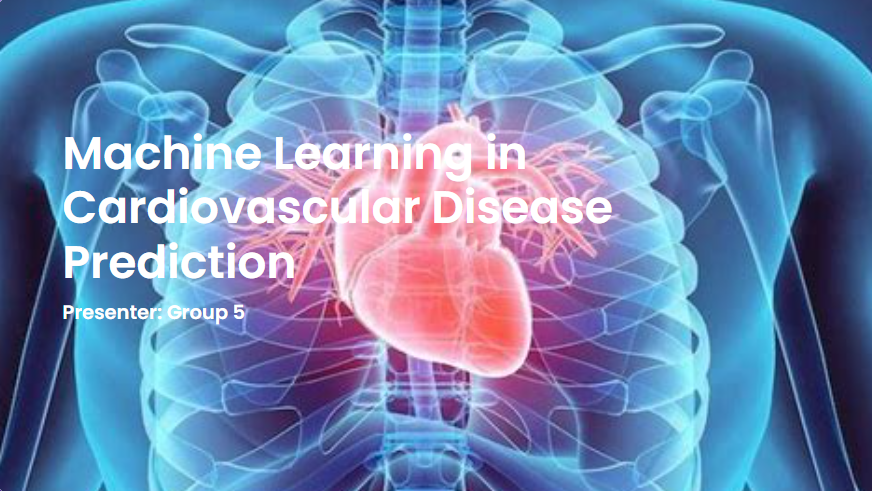 Machine Learning in
Cardiovascular Disease
Prediction
Presenter: Group 5